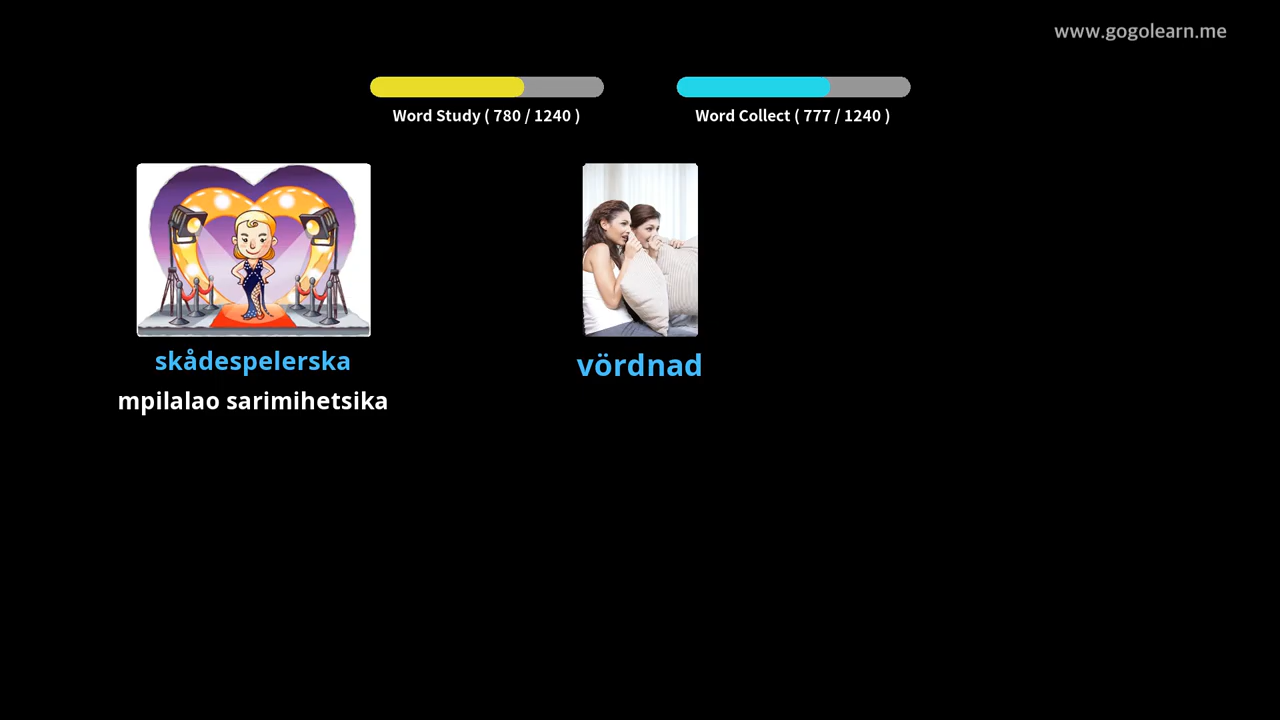 www.gogolearn.me
Word Study ( 780 / 1240 )
Word Collect ( 777 / 1240 )
skådespelerska
mpilalao sarimihetsika
vördnad